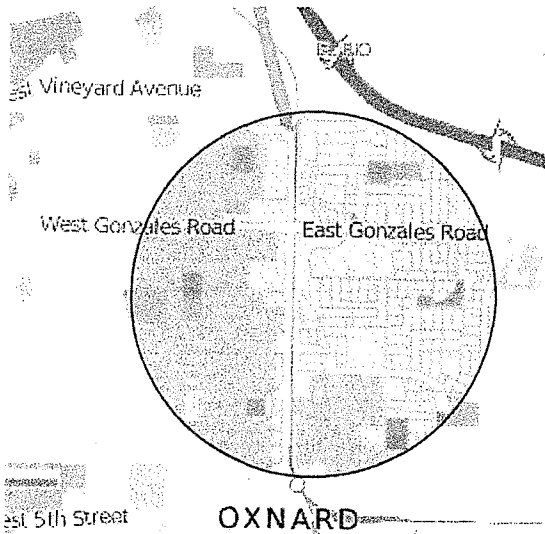 Vineyard Avenue
West Gonzales Road
East Gonzales Road
5th Street
OXNARD